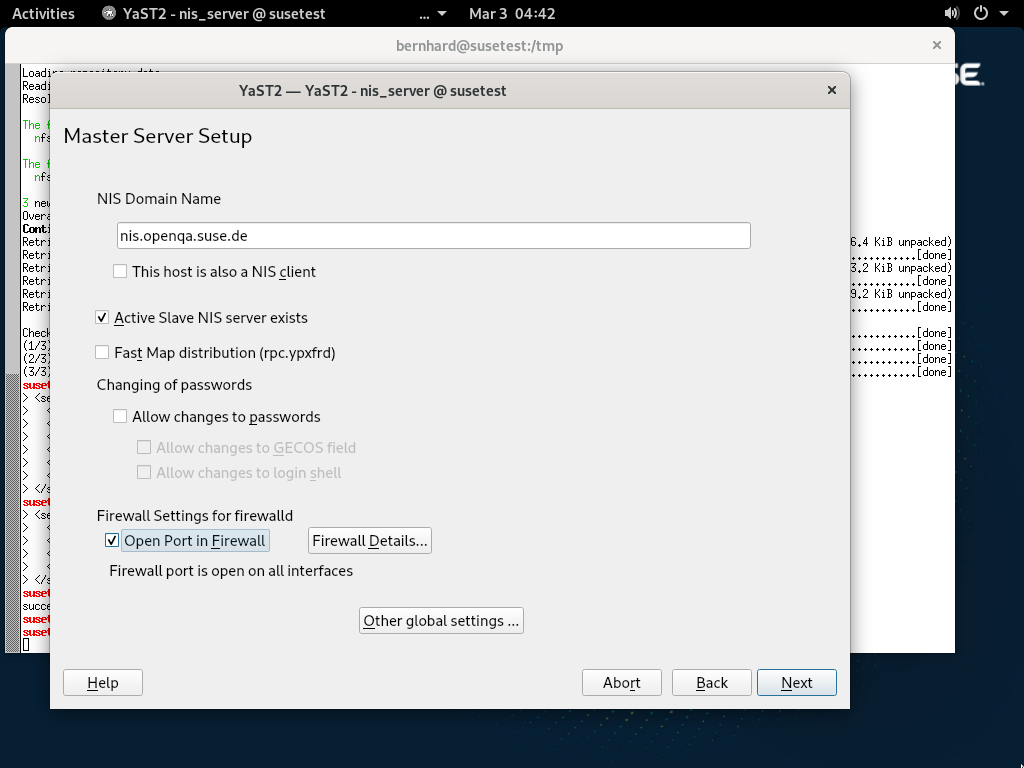 Activities YaST2 - nis_server @ susetest ... Mar 3 04:42
bernhard@susetest:/tmp
SE.
YaST2 — YaST2 - nis_server @ susetest
Master Server Setup
NIS Domain Name
nis.openqa.suse.de
This host is also a NIS client
Active Slave NIS server exists
Fast Map distribution (rpc.ypxfrd)
Changing of passwords
Allow changes to passwords
Allow changes to GECOS field
Allow changes to login shell
Firewall Settings for firewalld
Open Port in Firewall Firewall Details...
Firewall port is open on all interfaces
Other global settings ...
Help Abort Back Next
Readi
Resol
The f
nfs
The f
nfs
3 new
Overa
Conti
Retri 6.4 KiB unpacked)
Retri ..........[done]
Retri 3.2 KiB unpacked)
Retri ..........[done]
Retri 9.2 KiB unpacked)
Retri ..........[done]
Check ..........[done]
(1/3) ..........[done]
(2/3) ..........[done]
(3/3) ..........[done]
suset
> <se
> <
> <
> <
> <
> <
> <
> </s
suset
> <se
> <
> <
> <
> <
> </s
suset
succe
suset
suset